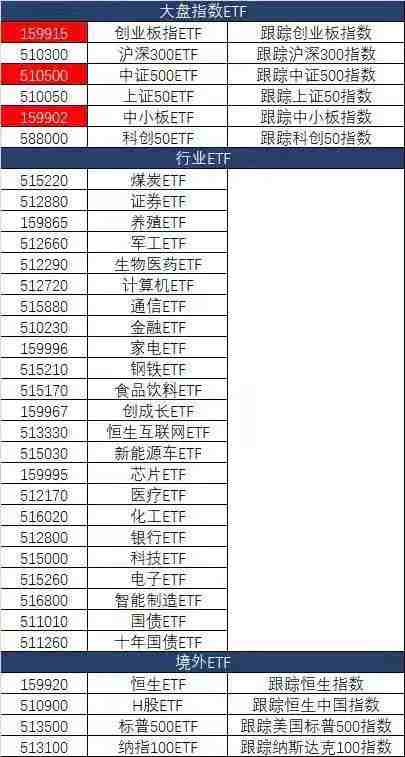 大盘指数ETF
159915 创业板指ETF 跟踪创业板指数
510300 沪深300ETF 跟踪沪深300指数
510500 中证500ETF 跟踪中证500指数
510050 上证50ETF 跟踪上证50指数
159902 中小板ETF 跟踪中小板指数
588000 科创50ETF 跟踪科创50指数
行业ETF
515220 煤炭ETF
512880 证券ETF
159865 养殖ETF
512660 军工ETF
512290 生物医药ETF
512720 计算机ETF
515880 通信ETF
510230 金融ETF
159996 家电ETF
515210 钢铁ETF
515170 食品饮料ETF
159967 创成长ETF
513330 恒生互联网ETF
515030 新能源车ETF
159995 芯片ETF
512170 医疗ETF
516020 化工ETF
512800 银行ETF
515000 科技ETF
515260 电子ETF
516800 智能制造ETF
511010 国债ETF
511260 十年国债ETF
境外ETF
159920 恒生ETF 跟踪恒生指数
510900 H股ETF 跟踪恒生中国指数
513500 标普500ETF 跟踪美国标普500指数
513100 纳指100ETF 跟踪纳斯达克100指数